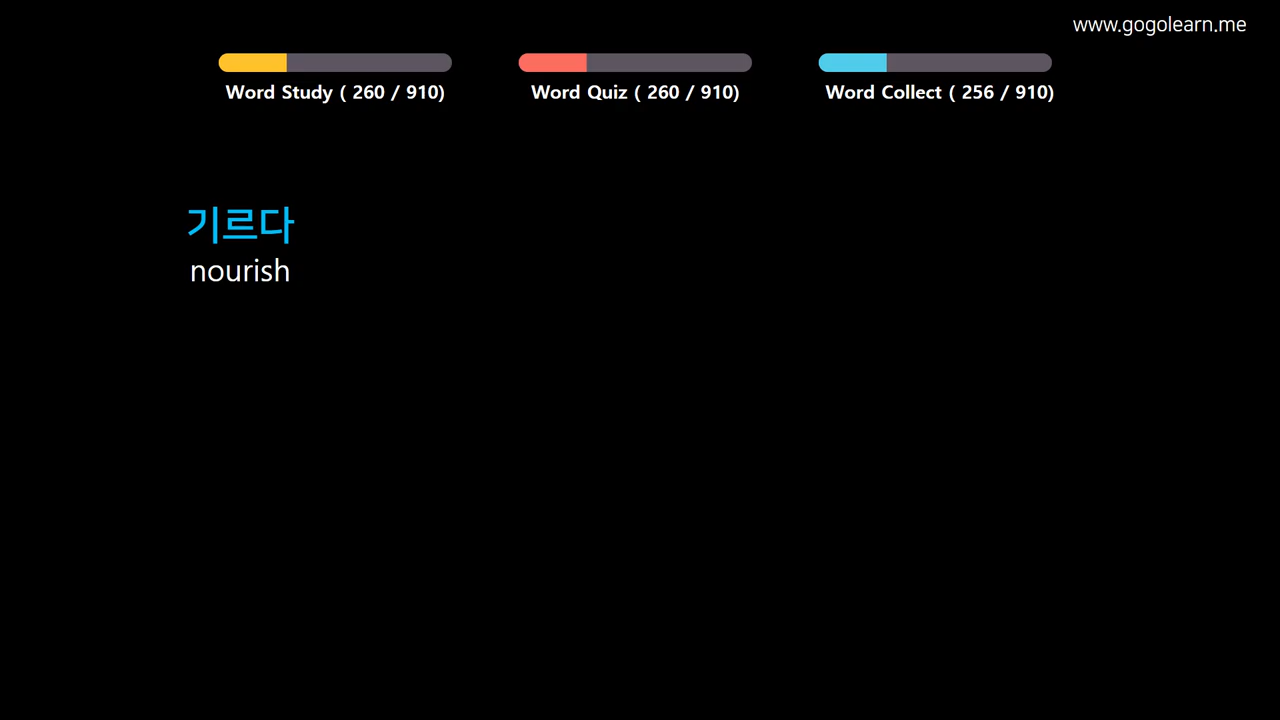 www.gogolearn.me
Word Study ( 260 / 910)
Word Quiz ( 260 / 910)
Word Collect ( 256 / 910)
기르다
nourish